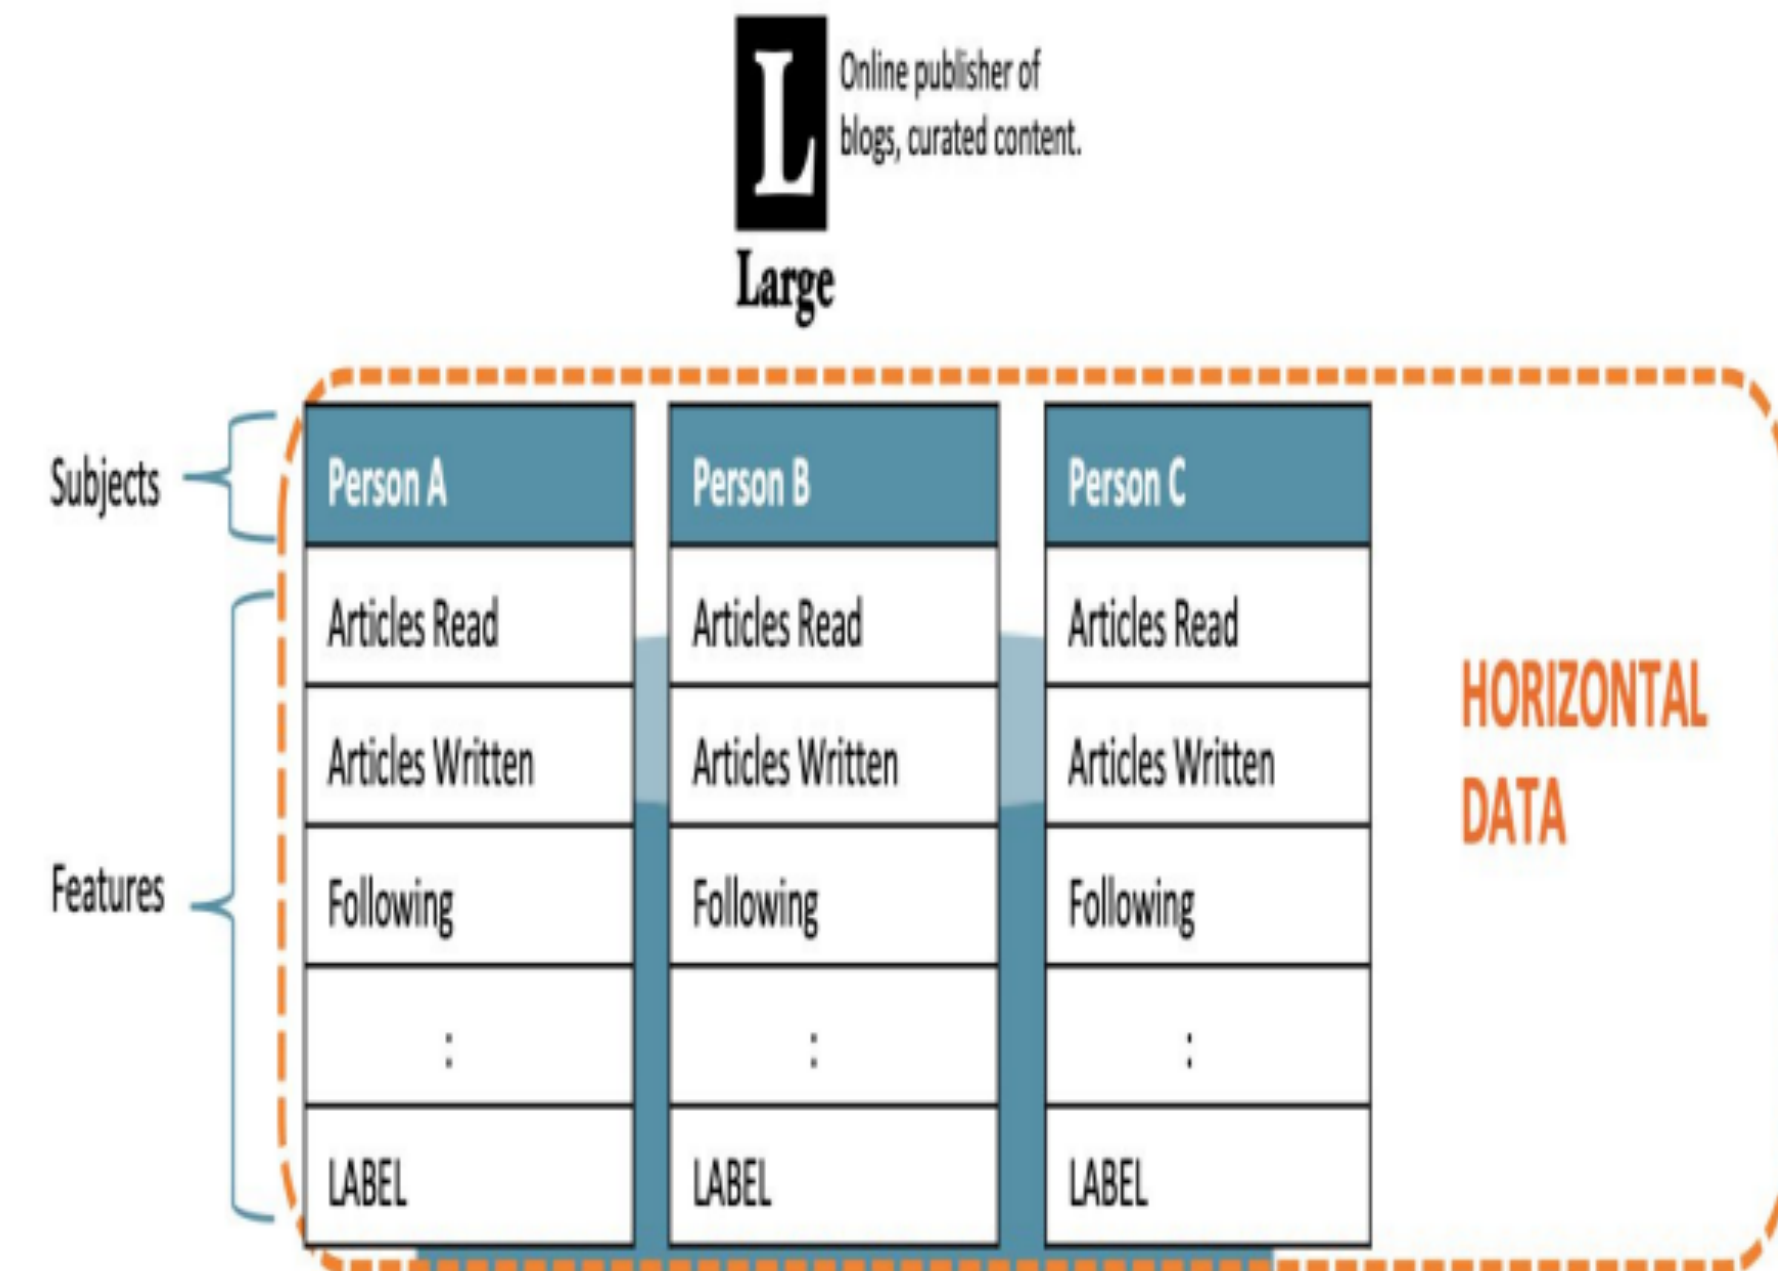 L
Online publisher of
blogs, curated content.
Large
Subjects
Person A
Person B
Person C
Features
Articles Read
Articles Read
Articles Read
Articles Written
Articles Written
Articles Written
Following
Following
Following
:
:
:
LABEL
LABEL
LABEL
HORIZONTAL
DATA